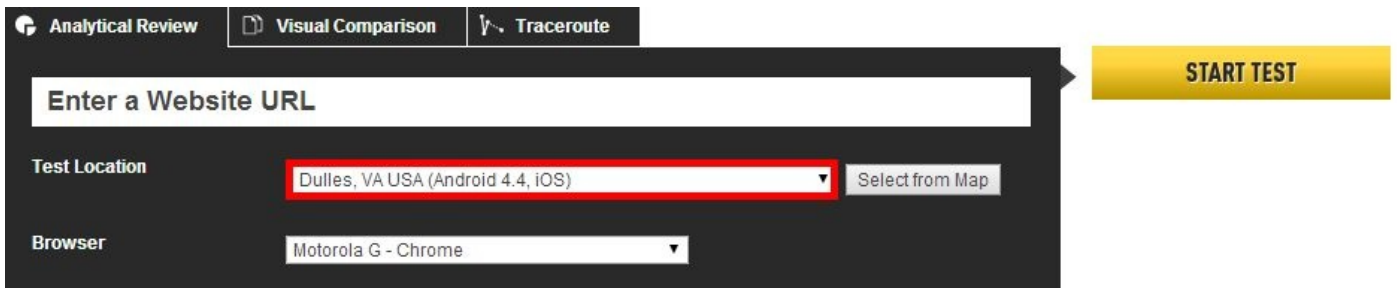 Analytical Review
Visual Comparison
Traceroute
START TEST
Enter a Website URL
Test Location
Dulles, VA USA (Android 4.4, iOS)
Select from Map
Browser
Motorola G - Chrome